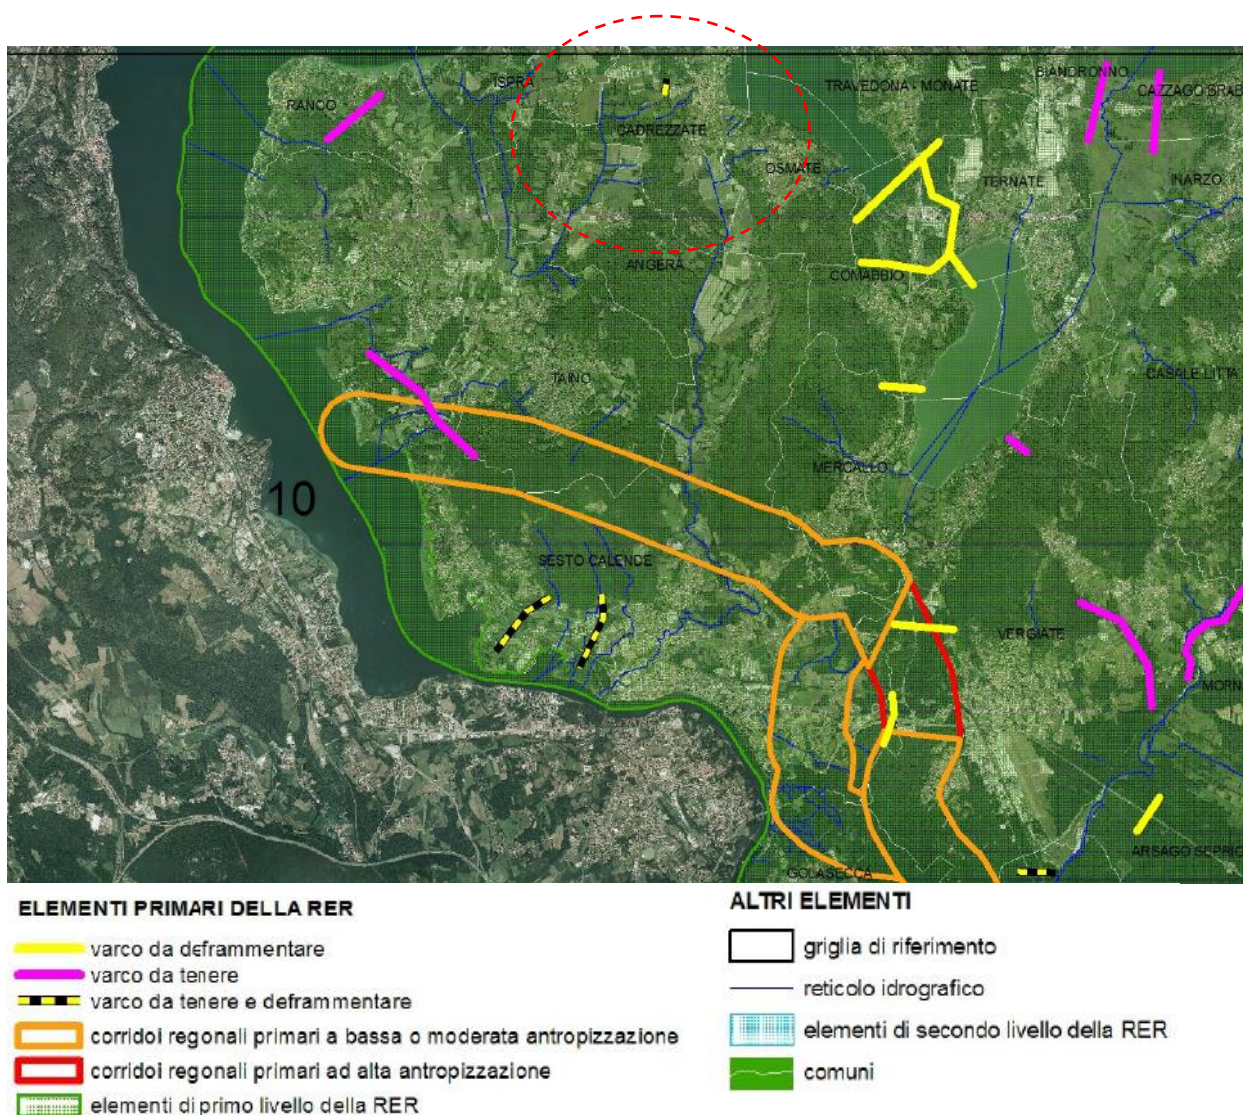 ISPRA
TRAVEDONA - MONATE
BIANDRONNO
CAZZAGO BRAB
RANCO
CADREZZATE
OSMATE
TERNATE
INARZO
ANGERA
COMABBIO
TAINO
CASALE LITTA
MERCALLO
10
SESTO CALENDE
VERGIATE
MORN
ARSAGO SEPRIO
GOLASECCA
ELEMENTI PRIMARI DELLA RER
varco da deframmentare
varco da tenere
varco da tenere e deframmentare
corridoi regionali primari a bassa o moderata antropizzazione
corridoi regionali primari ad alta antropizzazione
elementi di primo livello della RER
ALTRI ELEMENTI
griglia di riferimento
reticolo idrografico
elementi di secondo livello della RER
comuni